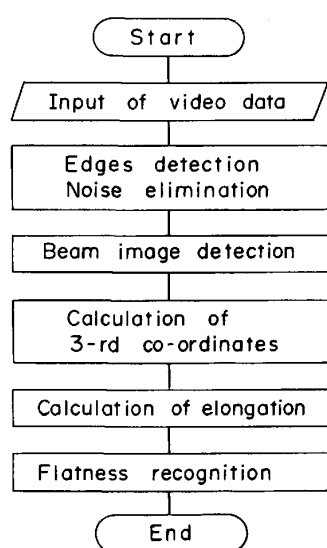 Start
Input of video data
Edges detection
Noise elimination
Beam image detection
Calculation of
3-rd co-ordinates
Calculation of elongation
Flatness recognition
End